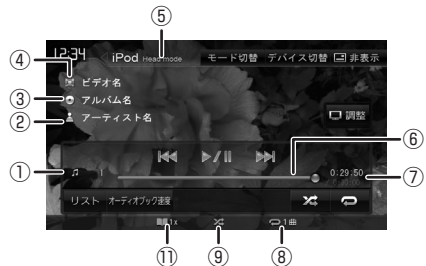 ⑤
12:34 iPod Head mode モード切替 デバイス切替 非表示
④ ビデオ名
③ アルバム名
② アーティスト名
調整
⑥
① 1 0:29:50 ⑦
リスト オーディオブック速度
1x 1曲
⑪ ⑨ ⑧